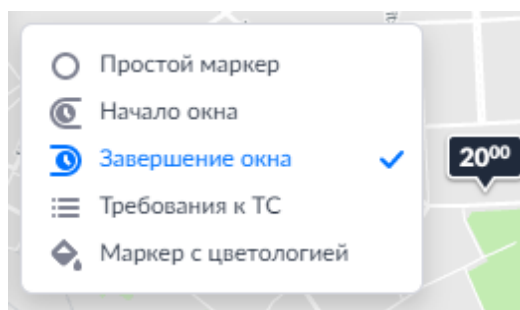 Простой маркер
Начало окна
Завершение окна
20⁰⁰
Требования к ТС
Маркер с цветологией